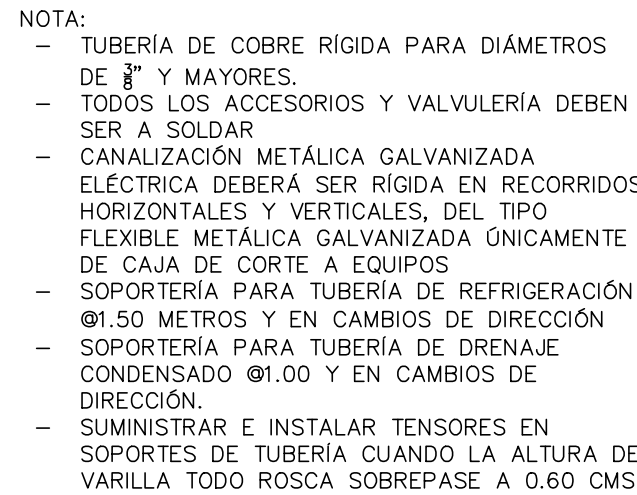 NOTA:
– TUBERÍA DE COBRE RÍGIDA PARA DIÁMETROS
DE 3/8" Y MAYORES.
– TODOS LOS ACCESORIOS Y VALVULERÍA DEBEN
SER A SOLDAR
– CANALIZACIÓN METÁLICA GALVANIZADA
ELÉCTRICA DEBERÁ SER RÍGIDA EN RECORRIDOS
HORIZONTALES Y VERTICALES, DEL TIPO
FLEXIBLE METÁLICA GALVANIZADA ÚNICAMENTE
DE CAJA DE CORTE A EQUIPOS
– SOPORTERÍA PARA TUBERÍA DE REFRIGERACIÓN
@1.50 METROS Y EN CAMBIOS DE DIRECCIÓN
– SOPORTERÍA PARA TUBERÍA DE DRENAJE
CONDENSADO @1.00 Y EN CAMBIOS DE
DIRECCIÓN.
– SUMINISTRAR E INSTALAR TENSORES EN
SOPORTES DE TUBERÍA CUANDO LA ALTURA DE
VARILLA TODO ROSCA SOBREPASE A 0.60 CMS